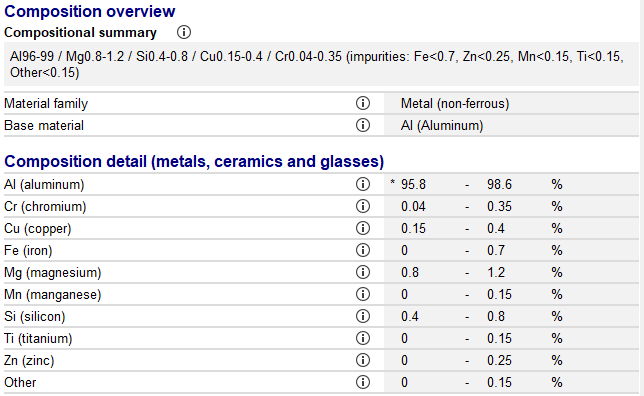 Composition overview
Compositional summary
Al96-99 / Mg0.8-1.2 / Si0.4-0.8 / Cu0.15-0.4 / Cr0.04-0.35 (impurities: Fe<0.7, Zn<0.25, Mn<0.15, Ti<0.15,
Other<0.15)
Material family Metal (non-ferrous)
Base material Al (Aluminum)
Composition detail (metals, ceramics and glasses)
Al (aluminum) * 95.8 - 98.6 %
Cr (chromium) 0.04 - 0.35 %
Cu (copper) 0.15 - 0.4 %
Fe (iron) 0 - 0.7 %
Mg (magnesium) 0.8 - 1.2 %
Mn (manganese) 0 - 0.15 %
Si (silicon) 0.4 - 0.8 %
Ti (titanium) 0 - 0.15 %
Zn (zinc) 0 - 0.25 %
Other 0 - 0.15 %